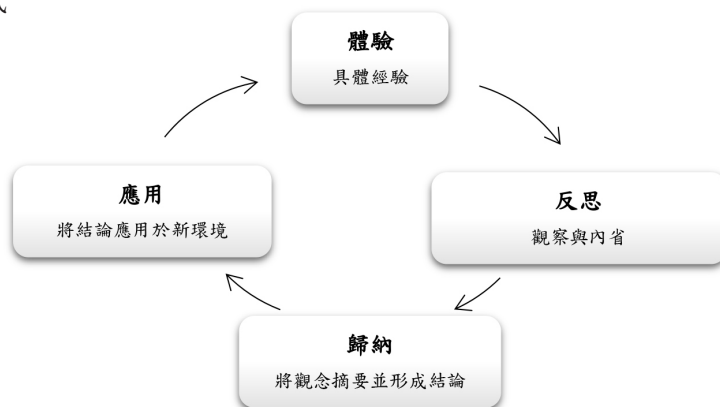 體驗
具體經驗
應用
將結論應用於新環境
反思
觀察與內省
歸納
將觀念摘要並形成結論